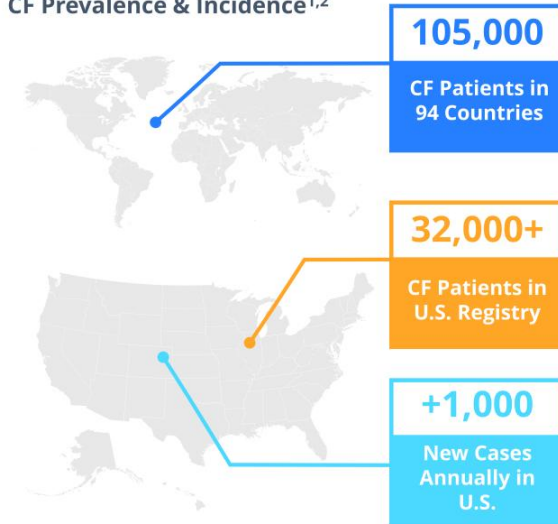 CF Prevalence & Incidence¹,²
105,000
CF Patients in
94 Countries
32,000+
CF Patients in
U.S. Registry
+1,000
New Cases
Annually in
U.S.